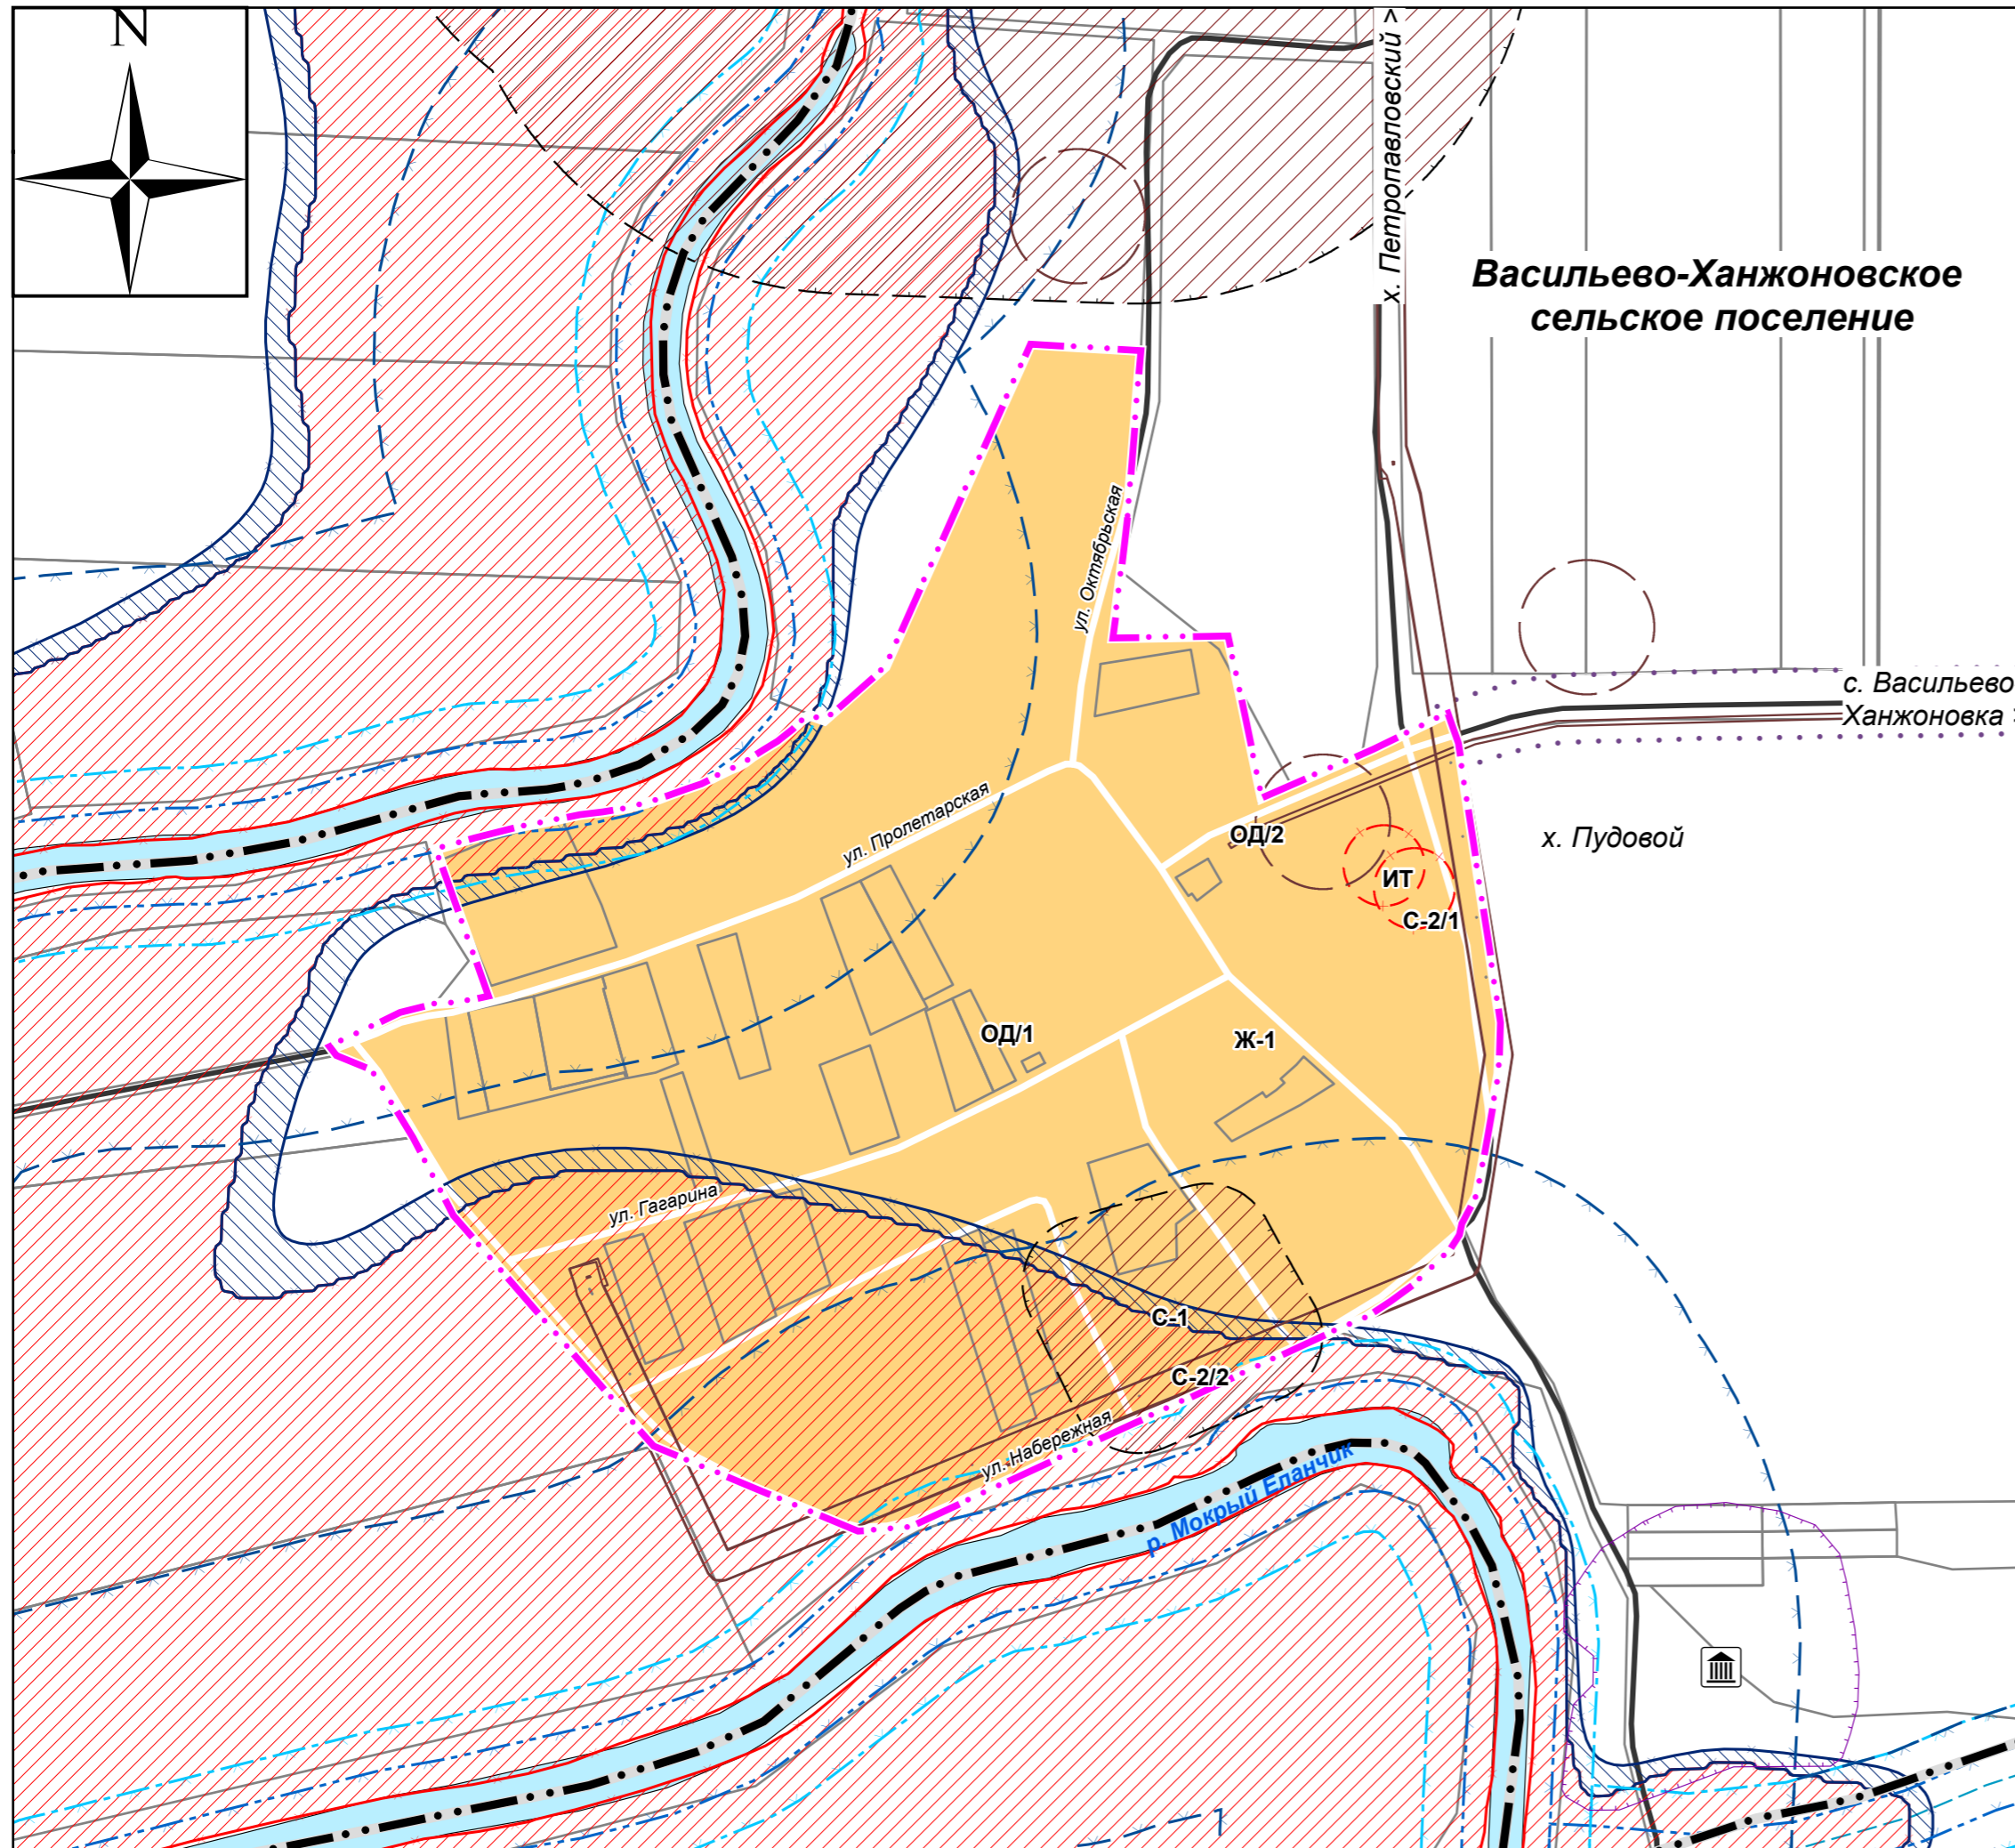 N
х. Петропавловский >
Васильево-Ханжоновское
сельское поселение
ул. Октябрьская
с. Васильево
Ханжоновка
ул. Пролетарская
ОД/2
х. Пудовой
ИТ
С-2/1
ОД/1
Ж-1
ул. Гагарина
С-1
С-2/2
ул. Набережная
р. Мокрый Еланчик